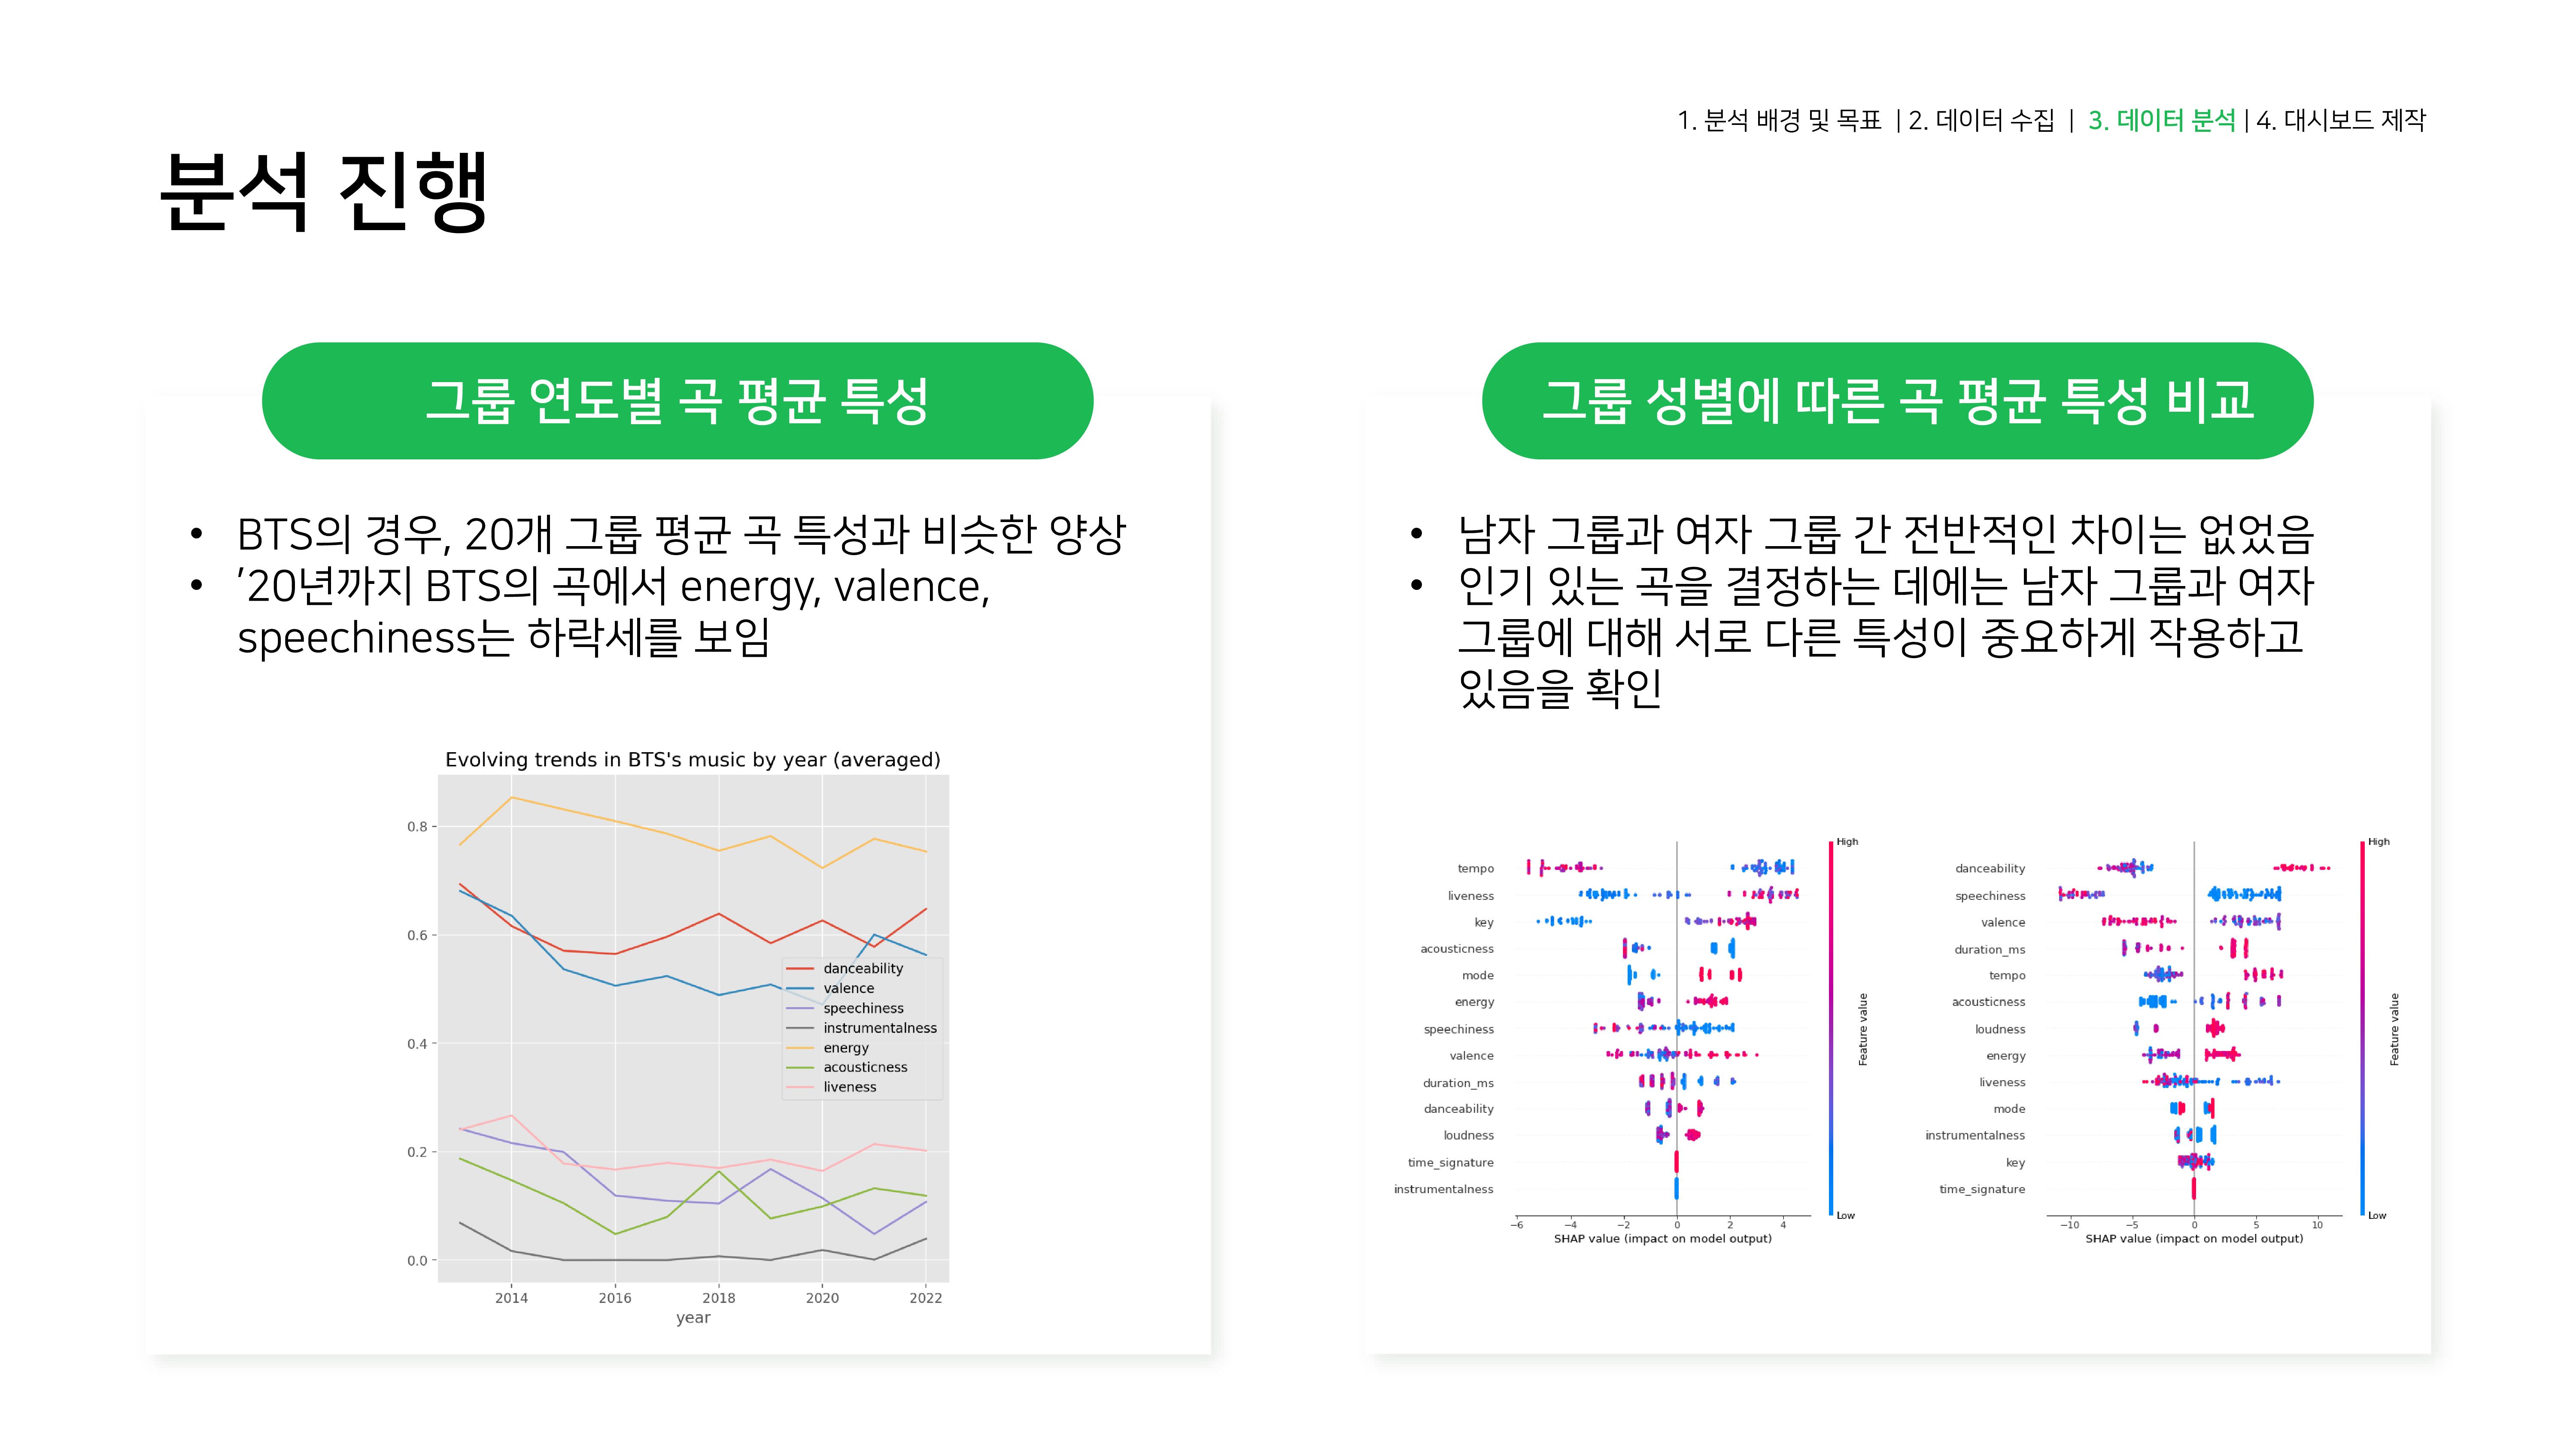 1. 분석 배경 및 목표 | 2. 데이터 수집 | 3. 데이터 분석 | 4. 대시보드 제작
분석 진행
그룹 연도별 곡 평균 특성
• BTS의 경우, 20개 그룹 평균 곡 특성과 비슷한 양상
• ’20년까지 BTS의 곡에서 energy, valence,
speechiness는 하락세를 보임
Evolving trends in BTS's music by year (averaged)
0.8
0.6
0.4
0.2
0.0
danceability
valence
speechiness
instrumentalness
energy
acousticness
liveness
2014 2016 2018 2020 2022
year
그룹 성별에 따른 곡 평균 특성 비교
• 남자 그룹과 여자 그룹 간 전반적인 차이는 없었음
• 인기 있는 곡을 결정하는 데에는 남자 그룹과 여자
그룹에 대해 서로 다른 특성이 중요하게 작용하고
있음을 확인
High
tempo
liveness
key
acousticness
mode
energy
speechiness
valence
duration_ms
danceability
loudness
time_signature
instrumentalness
Feature value
Low
−6 −4 −2 0 2 4
SHAP value (impact on model output)
High
danceability
speechiness
valence
duration_ms
tempo
acousticness
loudness
energy
liveness
mode
instrumentalness
key
time_signature
Feature value
Low
−10 −5 0 5 10
SHAP value (impact on model output)